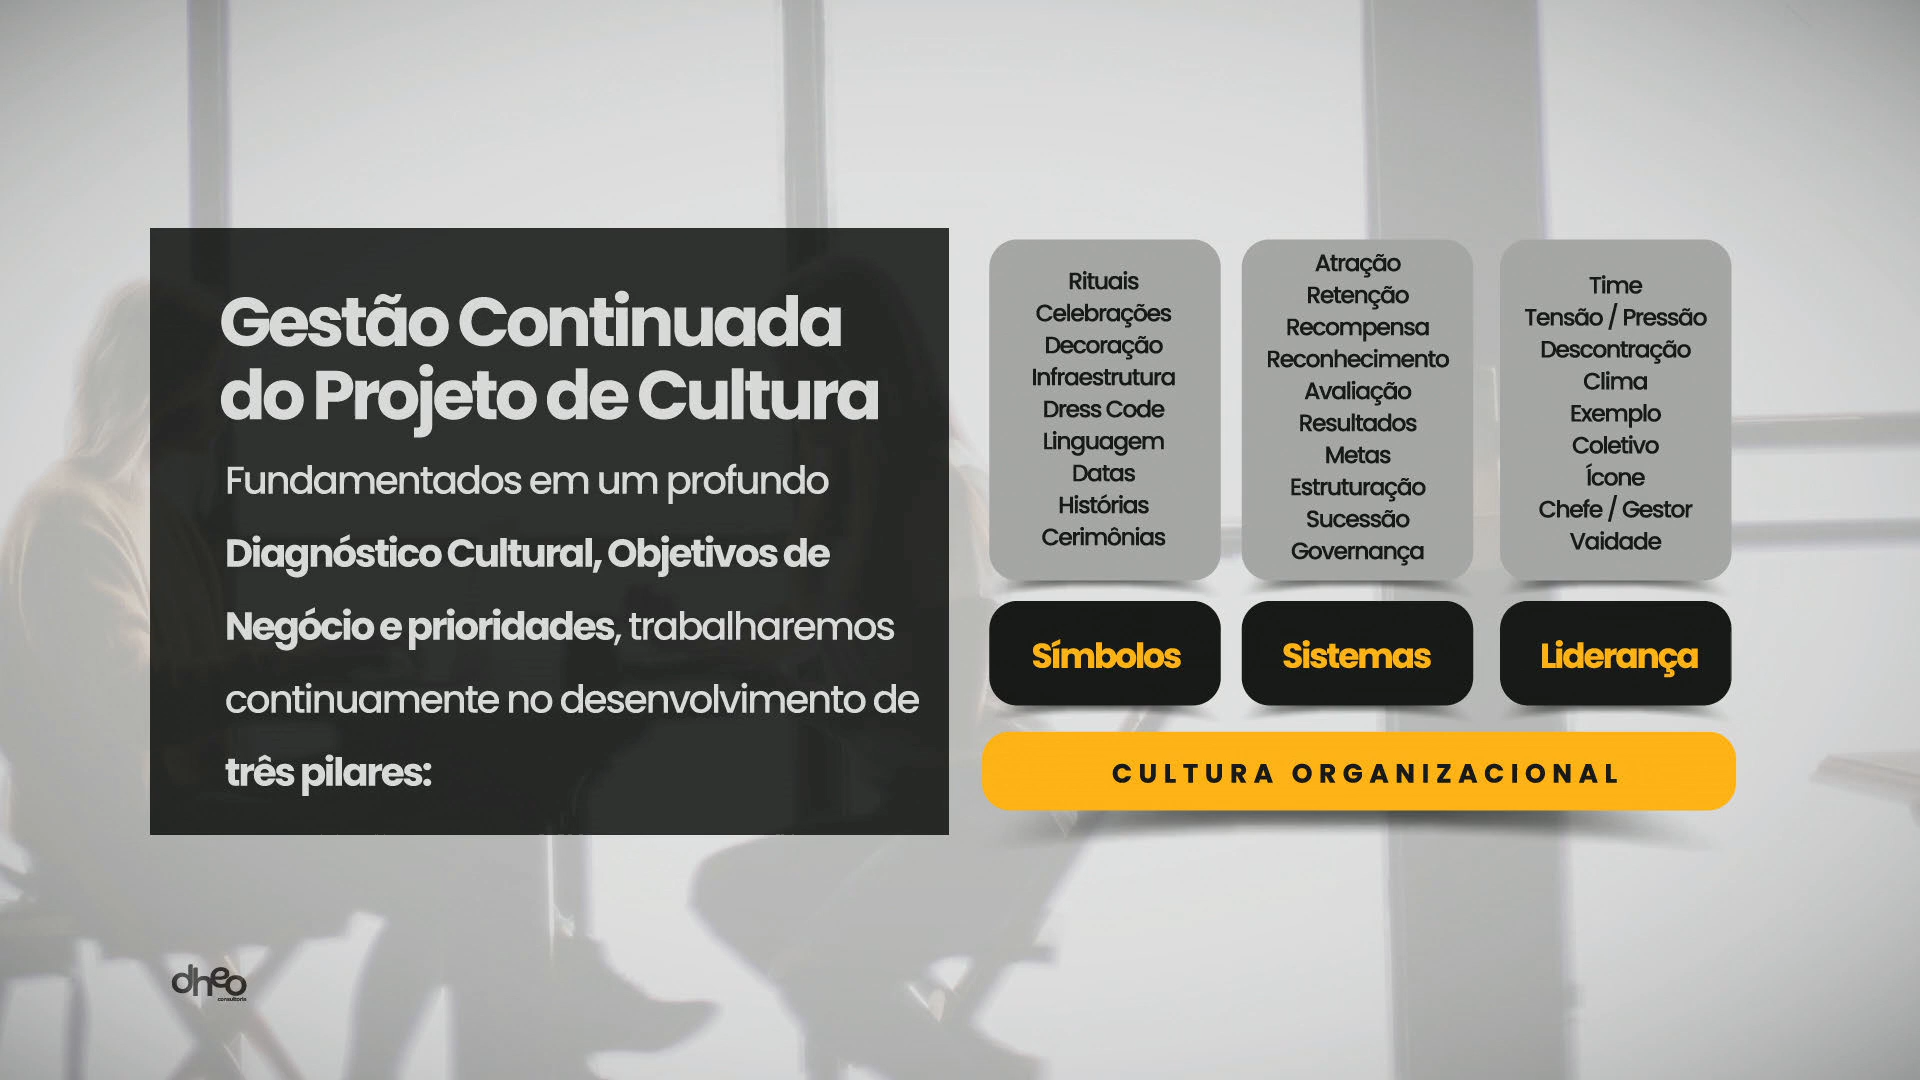 Gestão Continuada
do Projeto de Cultura
Fundamentados em um profundo
Diagnóstico Cultural, Objetivos de
Negócio e prioridades, trabalharemos
continuamente no desenvolvimento de
três pilares:
Rituais
Celebrações
Decoração
Infraestrutura
Dress Code
Linguagem
Datas
Histórias
Cerimônias
Símbolos
Atração
Retenção
Recompensa
Reconhecimento
Avaliação
Resultados
Metas
Estruturação
Sucessão
Governança
Sistemas
Time
Tensão / Pressão
Descontração
Clima
Exemplo
Coletivo
Ícone
Chefe / Gestor
Vaidade
Liderança
CULTURA ORGANIZACIONAL
dheo
consultoria